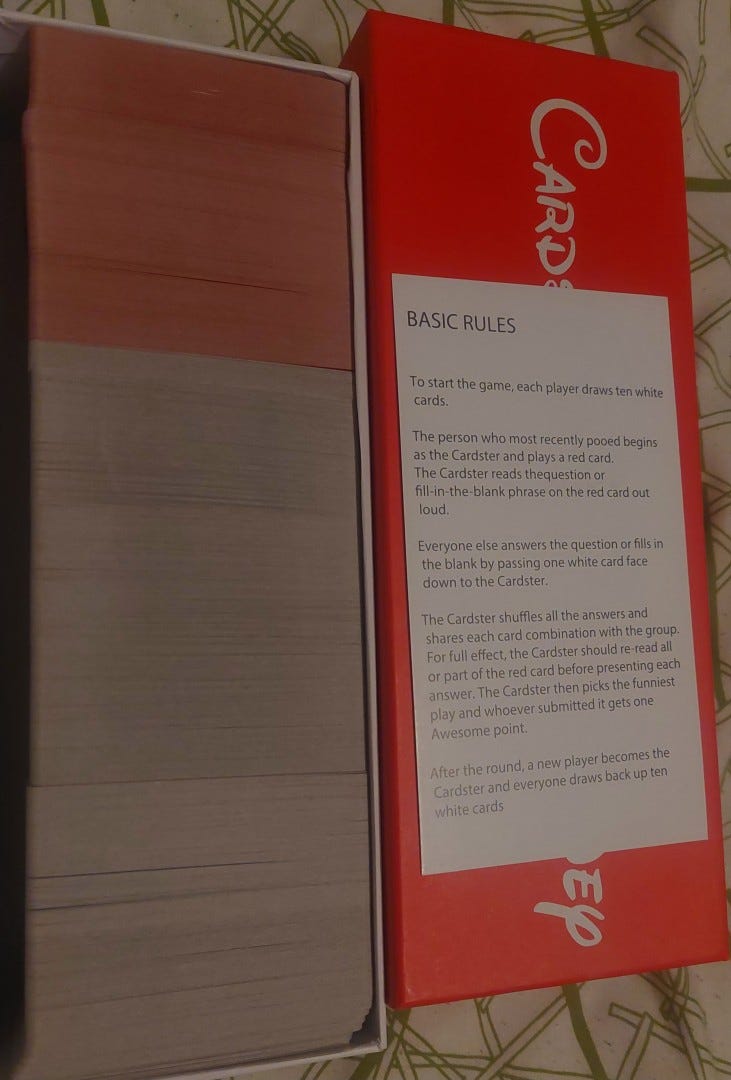 CARDS
BASIC RULES
To start the game, each player draws ten white
cards.
The person who most recently pooed begins
as the Cardster and plays a red card.
The Cardster reads thequestion or
fill-in-the-blank phrase on the red card out
loud.
Everyone else answers the question or fills in
the blank by passing one white card face
down to the Cardster.
The Cardster shuffles all the answers and
shares each card combination with the group.
For full effect, the Cardster should re-read all
or part of the red card before presenting each
answer. The Cardster then picks the funniest
play and whoever submitted it gets one
Awesome point.
After the round, a new player becomes the
Cardster and everyone draws back up ten
white cards